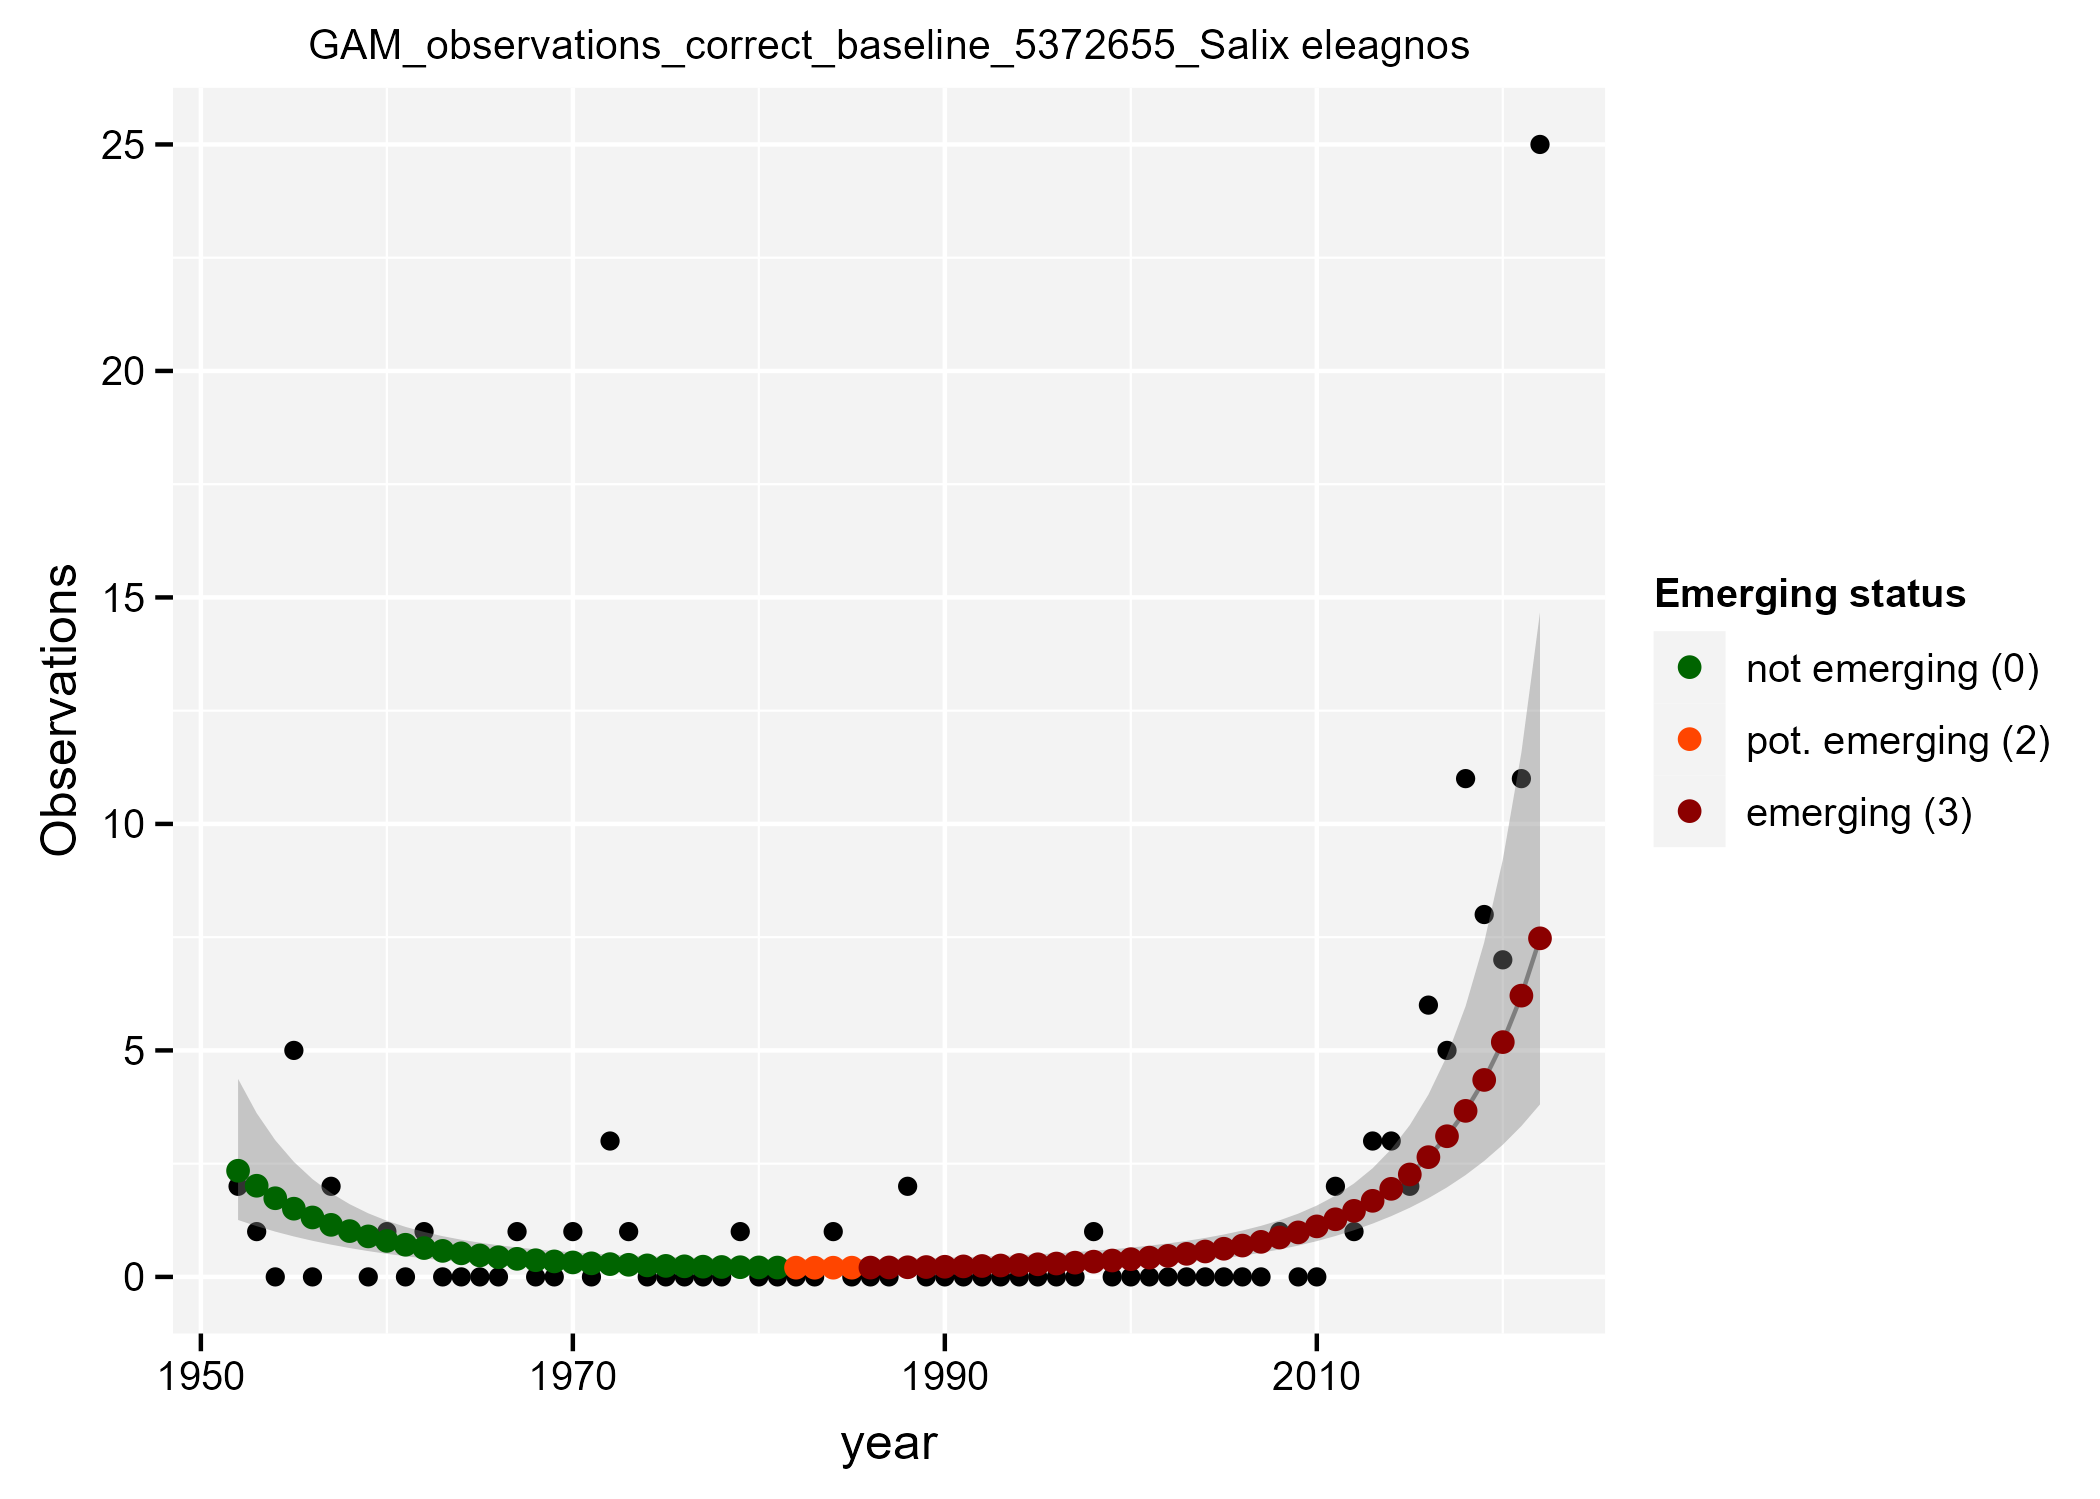 GAM_observations_correct_baseline_5372655_Salix eleagnos
25
20
15
10
5
0
Observations
1950 1970 1990 2010
year
Emerging status
not emerging (0)
pot. emerging (2)
emerging (3)